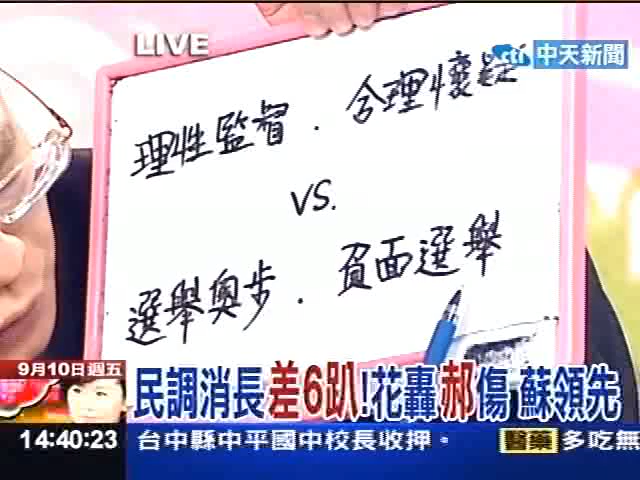 LIVE
cti 中天新聞
理性監督．合理懷疑
VS.
選舉奧步．負面選舉
9月10日週五
民調消長差6趴!花轟郝傷 蘇領先
14:40:23 台中縣中平國中校長收押。 醫藥 多吃無